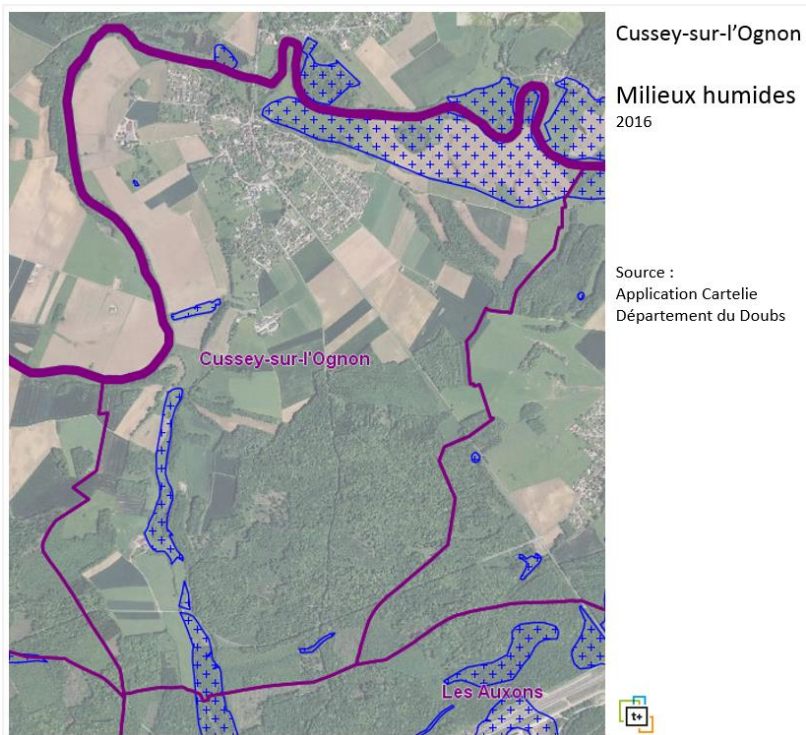 Cussey-sur-l’Ognon
Milieux humides
2016
Source :
Application Cartelie
Département du Doubs
Cussey-sur-l'Ognon
Les Auxons
t+